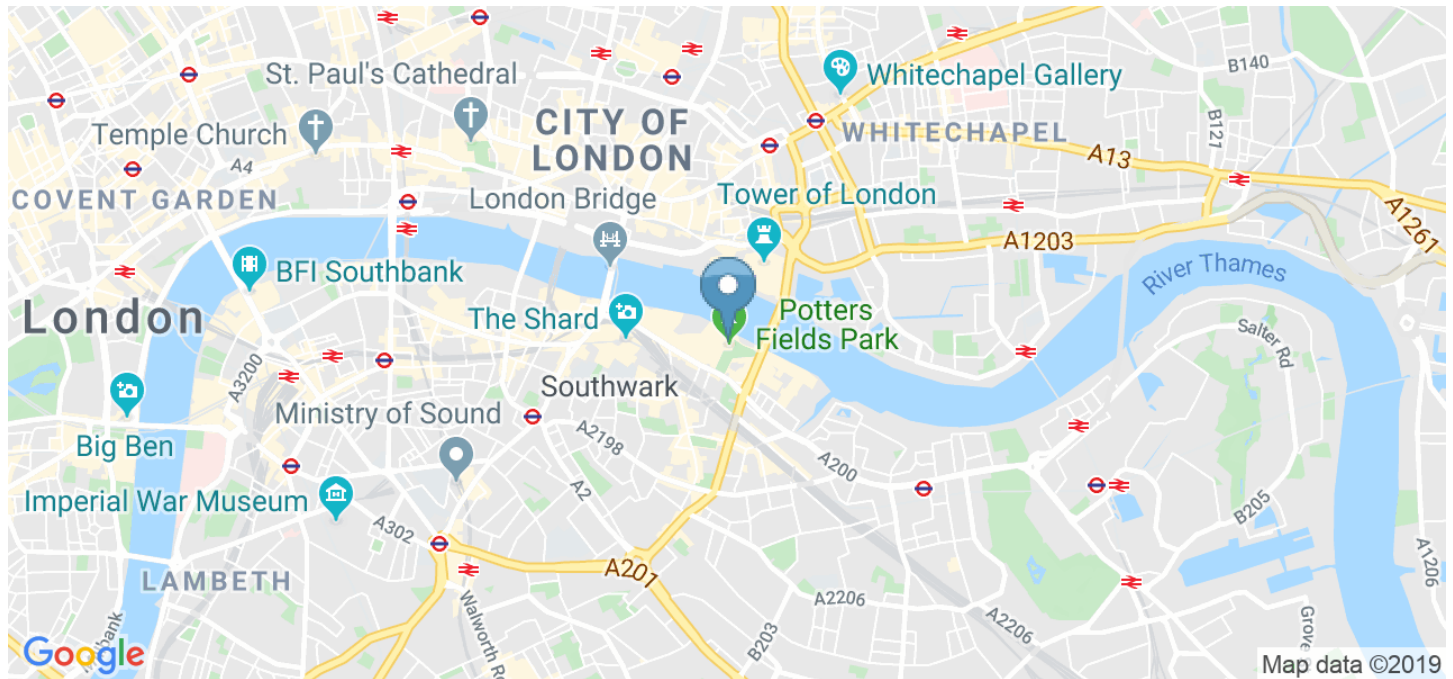 St. Paul's Cathedral
Whitechapel Gallery
B140
CITY OF
LONDON
Temple Church
WHITECHAPEL
B121
A4
A13
COVENT GARDEN
London Bridge
Tower of London
A1261
A1203
BFI Southbank
River Thames
London
The Shard
Potters
Fields Park
Salter Rd
A3200
Southwark
Ministry of Sound
Big Ben
A2198
A200
A2
Imperial War Museum
A302
B205
LAMBETH
A201
A1206
A2206
A2206
B203
Walworth
Google
Map data ©2019